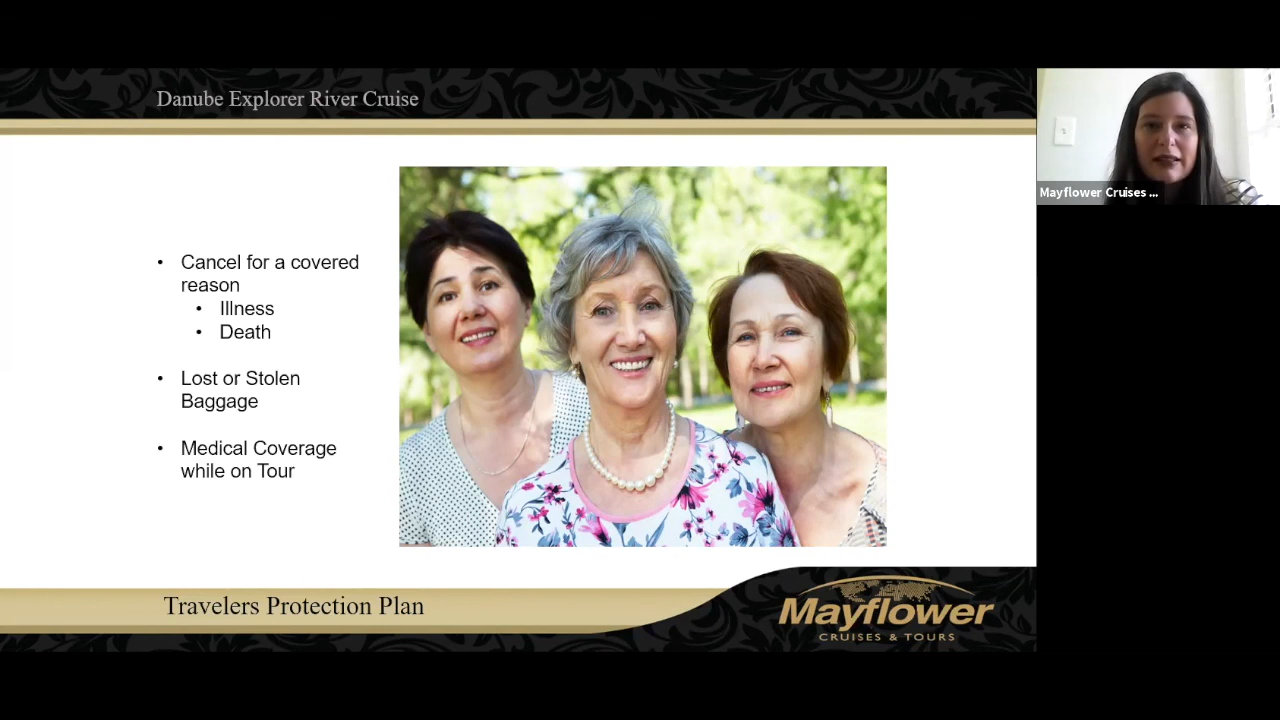 Danube Explorer River Cruise
Mayflower Cruises ...
• Cancel for a covered
reason
• Illness
• Death
• Lost or Stolen
Baggage
• Medical Coverage
while on Tour
Travelers Protection Plan
Mayflower
CRUISES & TOURS